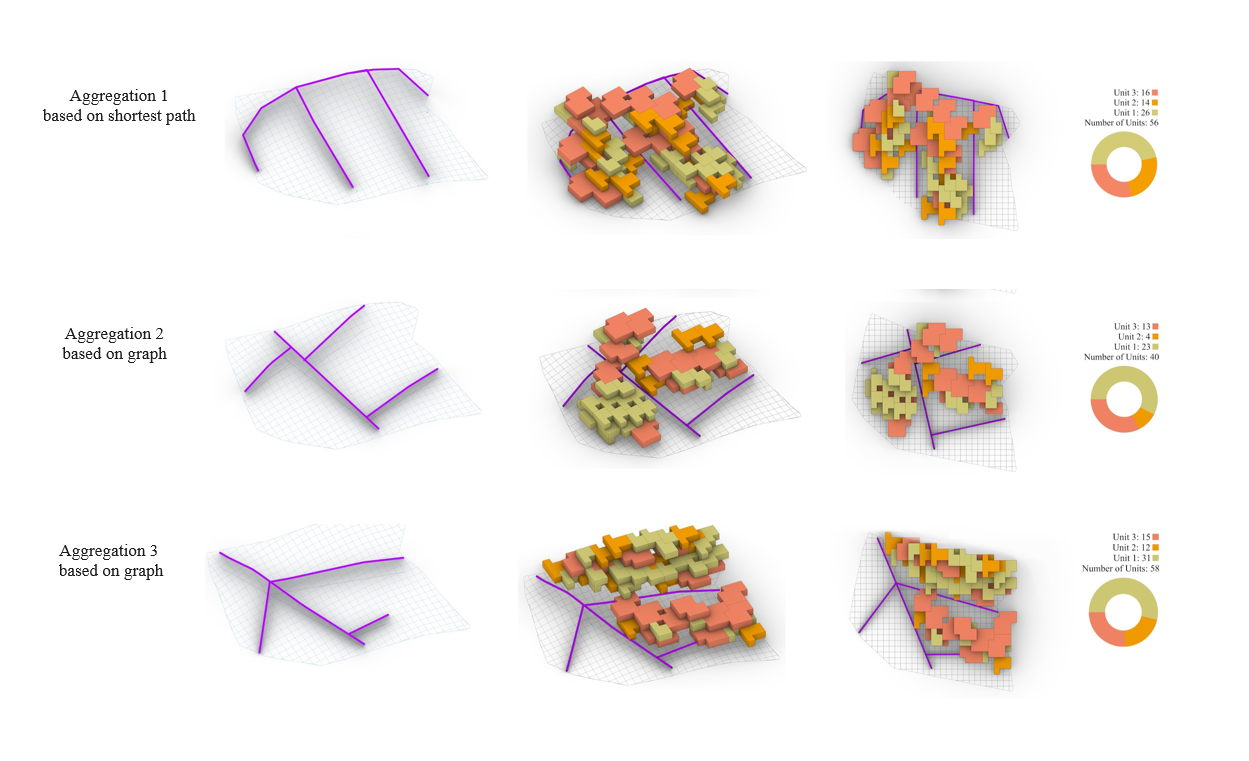 Aggregation 1
based on shortest path
Unit 3: 16
Unit 2: 14
Unit 1: 26
Number of Units: 56
Aggregation 2
based on graph
Unit 3: 13
Unit 2: 4
Unit 1: 23
Number of Units: 40
Aggregation 3
based on graph
Unit 3: 15
Unit 2: 12
Unit 1: 31
Number of Units: 58